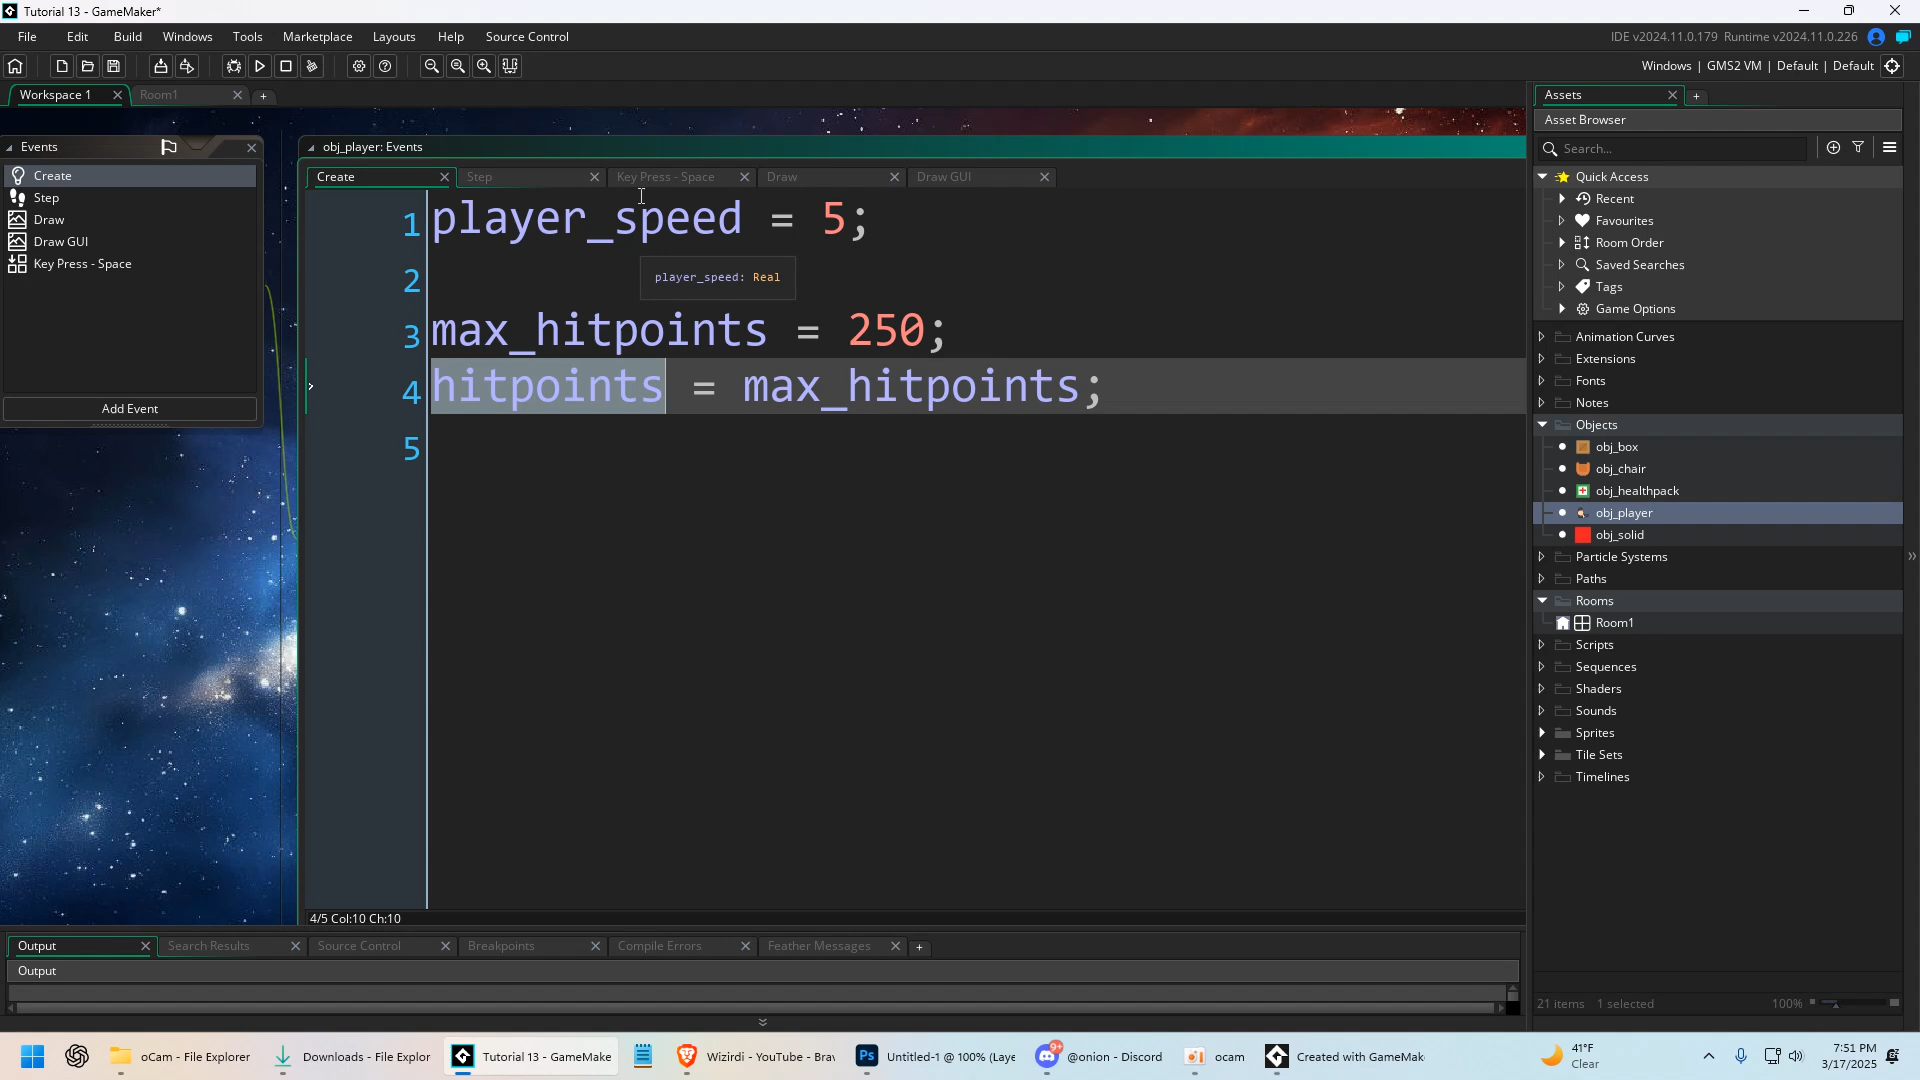 Tutorial 13 - GameMaker*
File Edit Build Windows Tools Marketplace Layouts Help Source Control
IDE v2024.11.0.179 Runtime v2024.11.0.226
Windows | GMS2 VM | Default | Default
Workspace 1
Room1
Assets
Asset Browser
Search...
Events
Create
Step
Draw
Draw GUI
Key Press - Space
Add Event
obj_player: Events
Create Step Key Press - Space Draw Draw GUI
1 player_speed = 5;
2
player_speed: Real
3 max_hitpoints = 250;
4 hitpoints = max_hitpoints;
5
4/5 Col:10 Ch:10
Quick Access
Recent
Favourites
Room Order
Saved Searches
Tags
Game Options
Animation Curves
Extensions
Fonts
Notes
Objects
obj_box
obj_chair
obj_healthpack
obj_player
obj_solid
Particle Systems
Paths
Rooms
Room1
Scripts
Sequences
Shaders
Sounds
Sprites
Tile Sets
Timelines
21 items 1 selected 100%
Output Search Results Source Control Breakpoints Compile Errors Feather Messages
Output
oCam - File Explorer
Downloads - File Explor
Tutorial 13 - GameMake
Wizirdi - YouTube - Brav
Ps
Untitled-1 @ 100% (Laye
9+
@onion - Discord
ocam
Created with GameMak
41°F
Clear
7:51 PM
3/17/2025